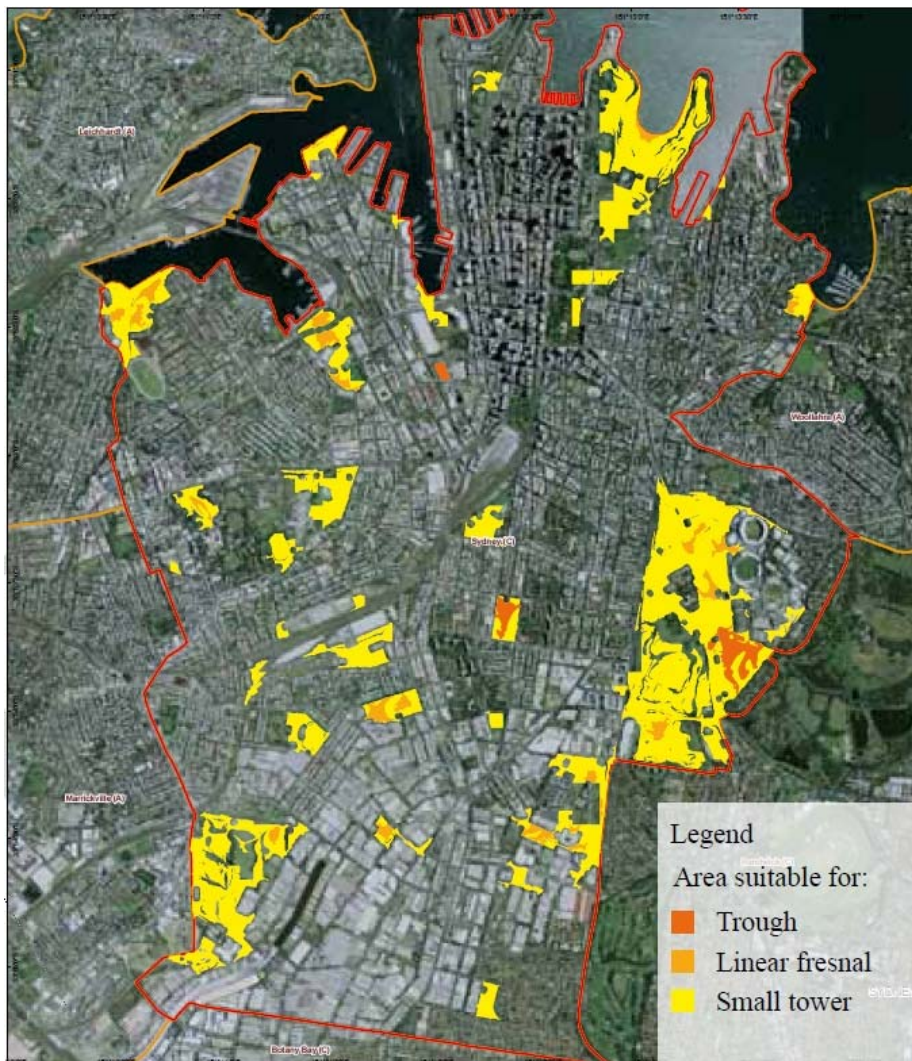 Leichhardt (A)
Woollahra (A)
Sydney (C)
Marrickville (A)
Botany Bay (C)
Legend
Area suitable for:
Trough
Linear fresnal
Small tower